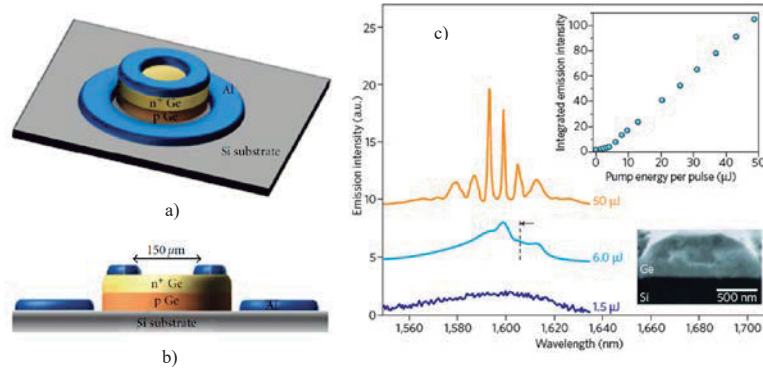 n⁺ Ge
p Ge
Al
Si substrate
a)
150 μm
n⁺ Ge
p Ge
Al
Si substrate
b)
c)
Emission intensity (a.u.)
25
20
15
10
5
0
1,560
1,580
1,600
1,620
1,640
1,660
1,680
1,700
Wavelength (nm)
50 μJ
6.0 μJ
1.5 μJ
Integrated emission intensity
100
80
60
40
20
0
0
10
20
30
40
50
Pump energy per pulse (μJ)
Ge
Si
500 nm